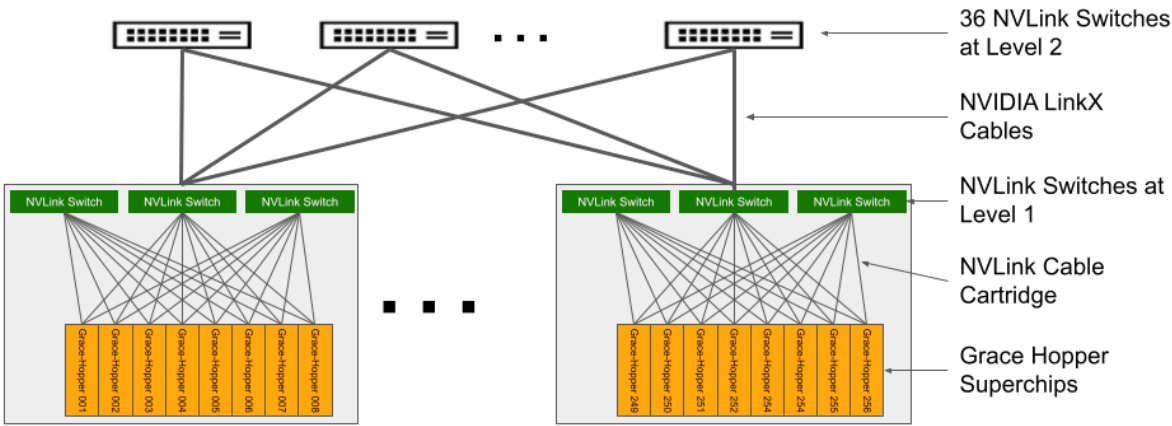 36 NVLink Switches
at Level 2
NVIDIA LinkX
Cables
NVLink Switch
NVLink Switch
NVLink Switch
NVLink Switch
NVLink Switch
NVLink Switch
NVLink Switches at
Level 1
NVLink Cable
Cartridge
Grace-Hopper 001
Grace-Hopper 002
Grace-Hopper 003
Grace-Hopper 004
Grace-Hopper 005
Grace-Hopper 006
Grace-Hopper 007
Grace-Hopper 008
Grace-Hopper 249
Grace-Hopper 250
Grace-Hopper 251
Grace-Hopper 252
Grace-Hopper 254
Grace-Hopper 254
Grace-Hopper 255
Grace-Hopper 256
Grace Hopper
Superchips